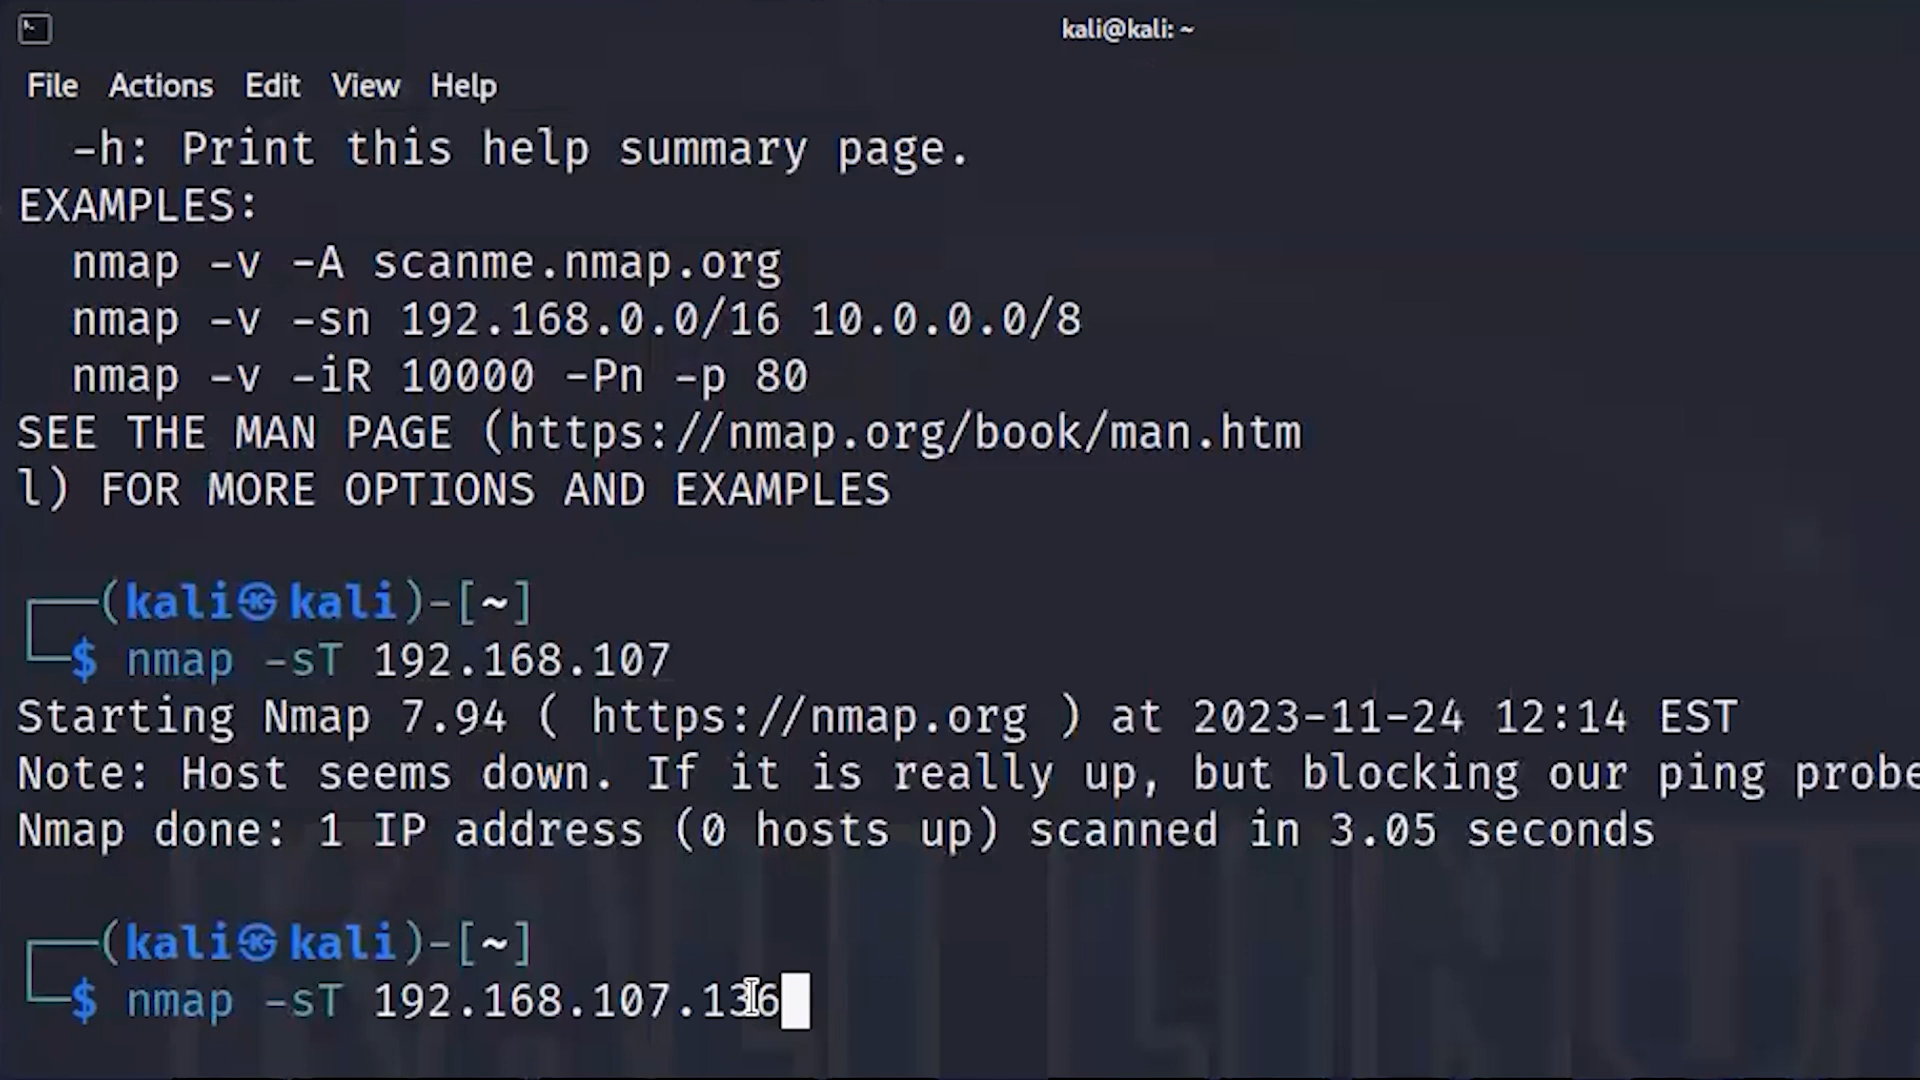 kali@kali: ~
File Actions Edit View Help
-h: Print this help summary page.
EXAMPLES:
nmap -v -A scanme.nmap.org
nmap -v -sn 192.168.0.0/16 10.0.0.0/8
nmap -v -iR 10000 -Pn -p 80
SEE THE MAN PAGE (https://nmap.org/book/man.htm
l) FOR MORE OPTIONS AND EXAMPLES
(kali㉿kali)-[~]
$ nmap -sT 192.168.107
Starting Nmap 7.94 ( https://nmap.org ) at 2023-11-24 12:14 EST
Note: Host seems down. If it is really up, but blocking our ping probe
Nmap done: 1 IP address (0 hosts up) scanned in 3.05 seconds
(kali㉿kali)-[~]
$ nmap -sT 192.168.107.136